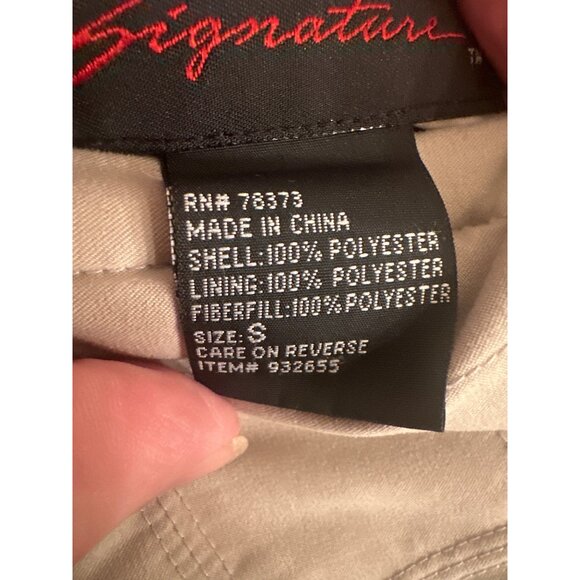 Signature
TM
RN# 78373
MADE IN CHINA
SHELL:100% POLYESTER
LINING:100% POLYESTER
FIBERFILL:100% POLYESTER
SIZE: S
CARE ON REVERSE
ITEM# 932655